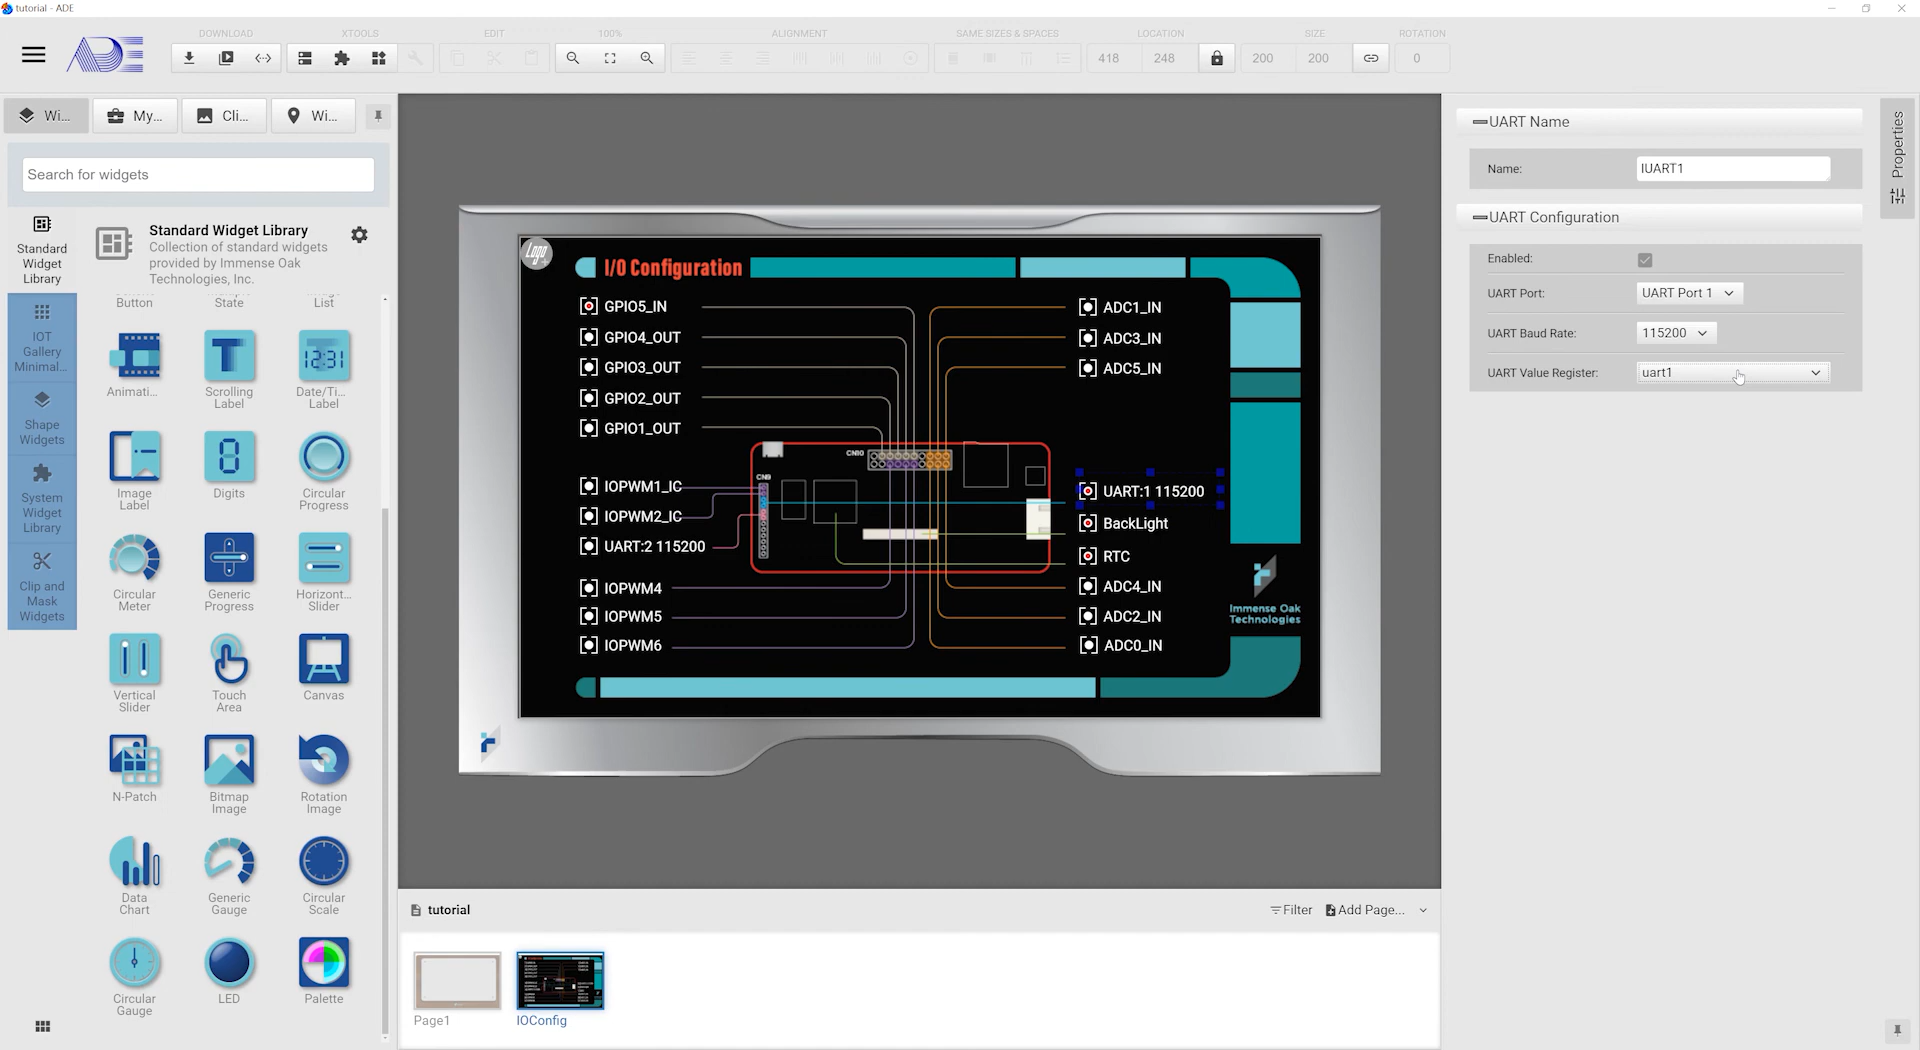 tutorial - ADE
DOWNLOAD
XTOOLS
EDIT
100%
ALIGNMENT
SAME SIZES & SPACES
LOCATION
SIZE
ROTATION
ADE
418
248
200
200
0
Wi...
My...
Cli...
Wi...
Search for widgets
Standard
Widget
Library
Standard Widget Library
Collection of standard widgets
provided by Immense Oak
Technologies, Inc.
IOT
Gallery
Minimal...
Shape
Widgets
System
Widget
Library
Clip and
Mask
Widgets
Button
State
Image
List
Animati...
Scrolling
Label
Date/Ti...
Label
Image
Label
Digits
Circular
Progress
Circular
Meter
Generic
Progress
Horizont...
Slider
Vertical
Slider
Touch
Area
Canvas
N-Patch
Bitmap
Image
Rotation
Image
Data
Chart
Generic
Gauge
Circular
Scale
Circular
Gauge
LED
Palette
12:31
Logo
I/O Configuration
GPIO5_IN
GPIO4_OUT
GPIO3_OUT
GPIO2_OUT
GPIO1_OUT
IOPWM1_IC
IOPWM2_IC
UART:2 115200
IOPWM4
IOPWM5
IOPWM6
CN10
CN9
ADC1_IN
ADC3_IN
ADC5_IN
UART:1 115200
BackLight
RTC
ADC4_IN
ADC2_IN
ADC0_IN
Immense Oak
Technologies
tutorial
Filter
Add Page...
Page1
IOConfig
UART Name
Name:
IUART1
UART Configuration
Enabled:
UART Port:
UART Port 1
UART Baud Rate:
115200
UART Value Register:
uart1
Properties